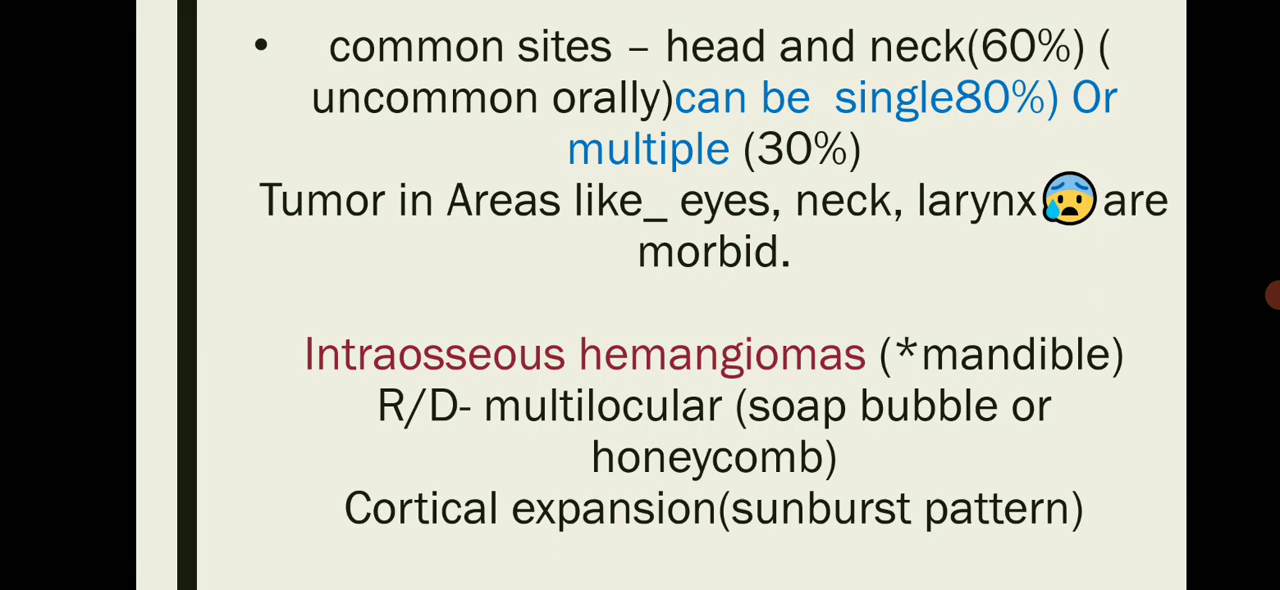 • common sites – head and neck(60%) (
uncommon orally)can be  single80%) Or
multiple (30%)
Tumor in Areas like_ eyes, neck, larynx😰are
morbid.
Intraosseous hemangiomas (*mandible)
R/D- multilocular (soap bubble or
honeycomb)
Cortical expansion(sunburst pattern)